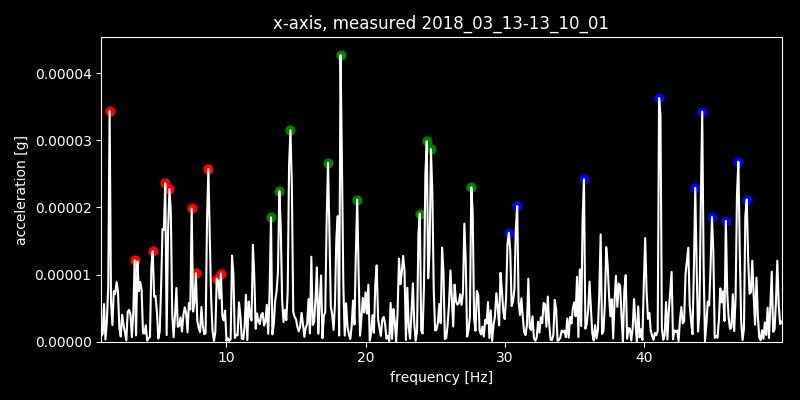 x-axis, measured 2018_03_13-13_10_01
0.00004
0.00003
0.00002
0.00001
0.00000
acceleration [g]
10 20 30 40
frequency [Hz]